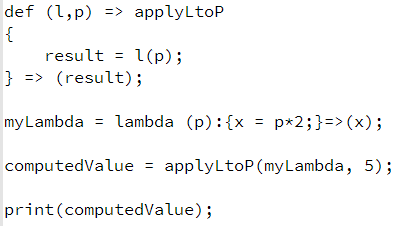 def (l,p) => applyLtoP
{
    result = l(p);
} => (result);
myLambda = lambda (p):{x = p*2;}=>(x);
computedValue = applyLtoP(myLambda, 5);
print(computedValue);